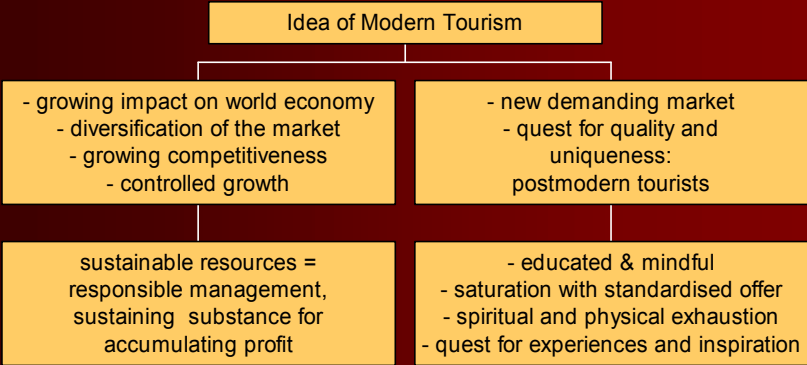 Idea of Modern Tourism
- growing impact on world economy
- diversification of the market
- growing competitiveness
- controlled growth
- new demanding market
- quest for quality and
uniqueness:
postmodern tourists
sustainable resources =
responsible management,
sustaining substance for
accumulating profit
- educated & mindful
- saturation with standardised offer
- spiritual and physical exhaustion
- quest for experiences and inspiration